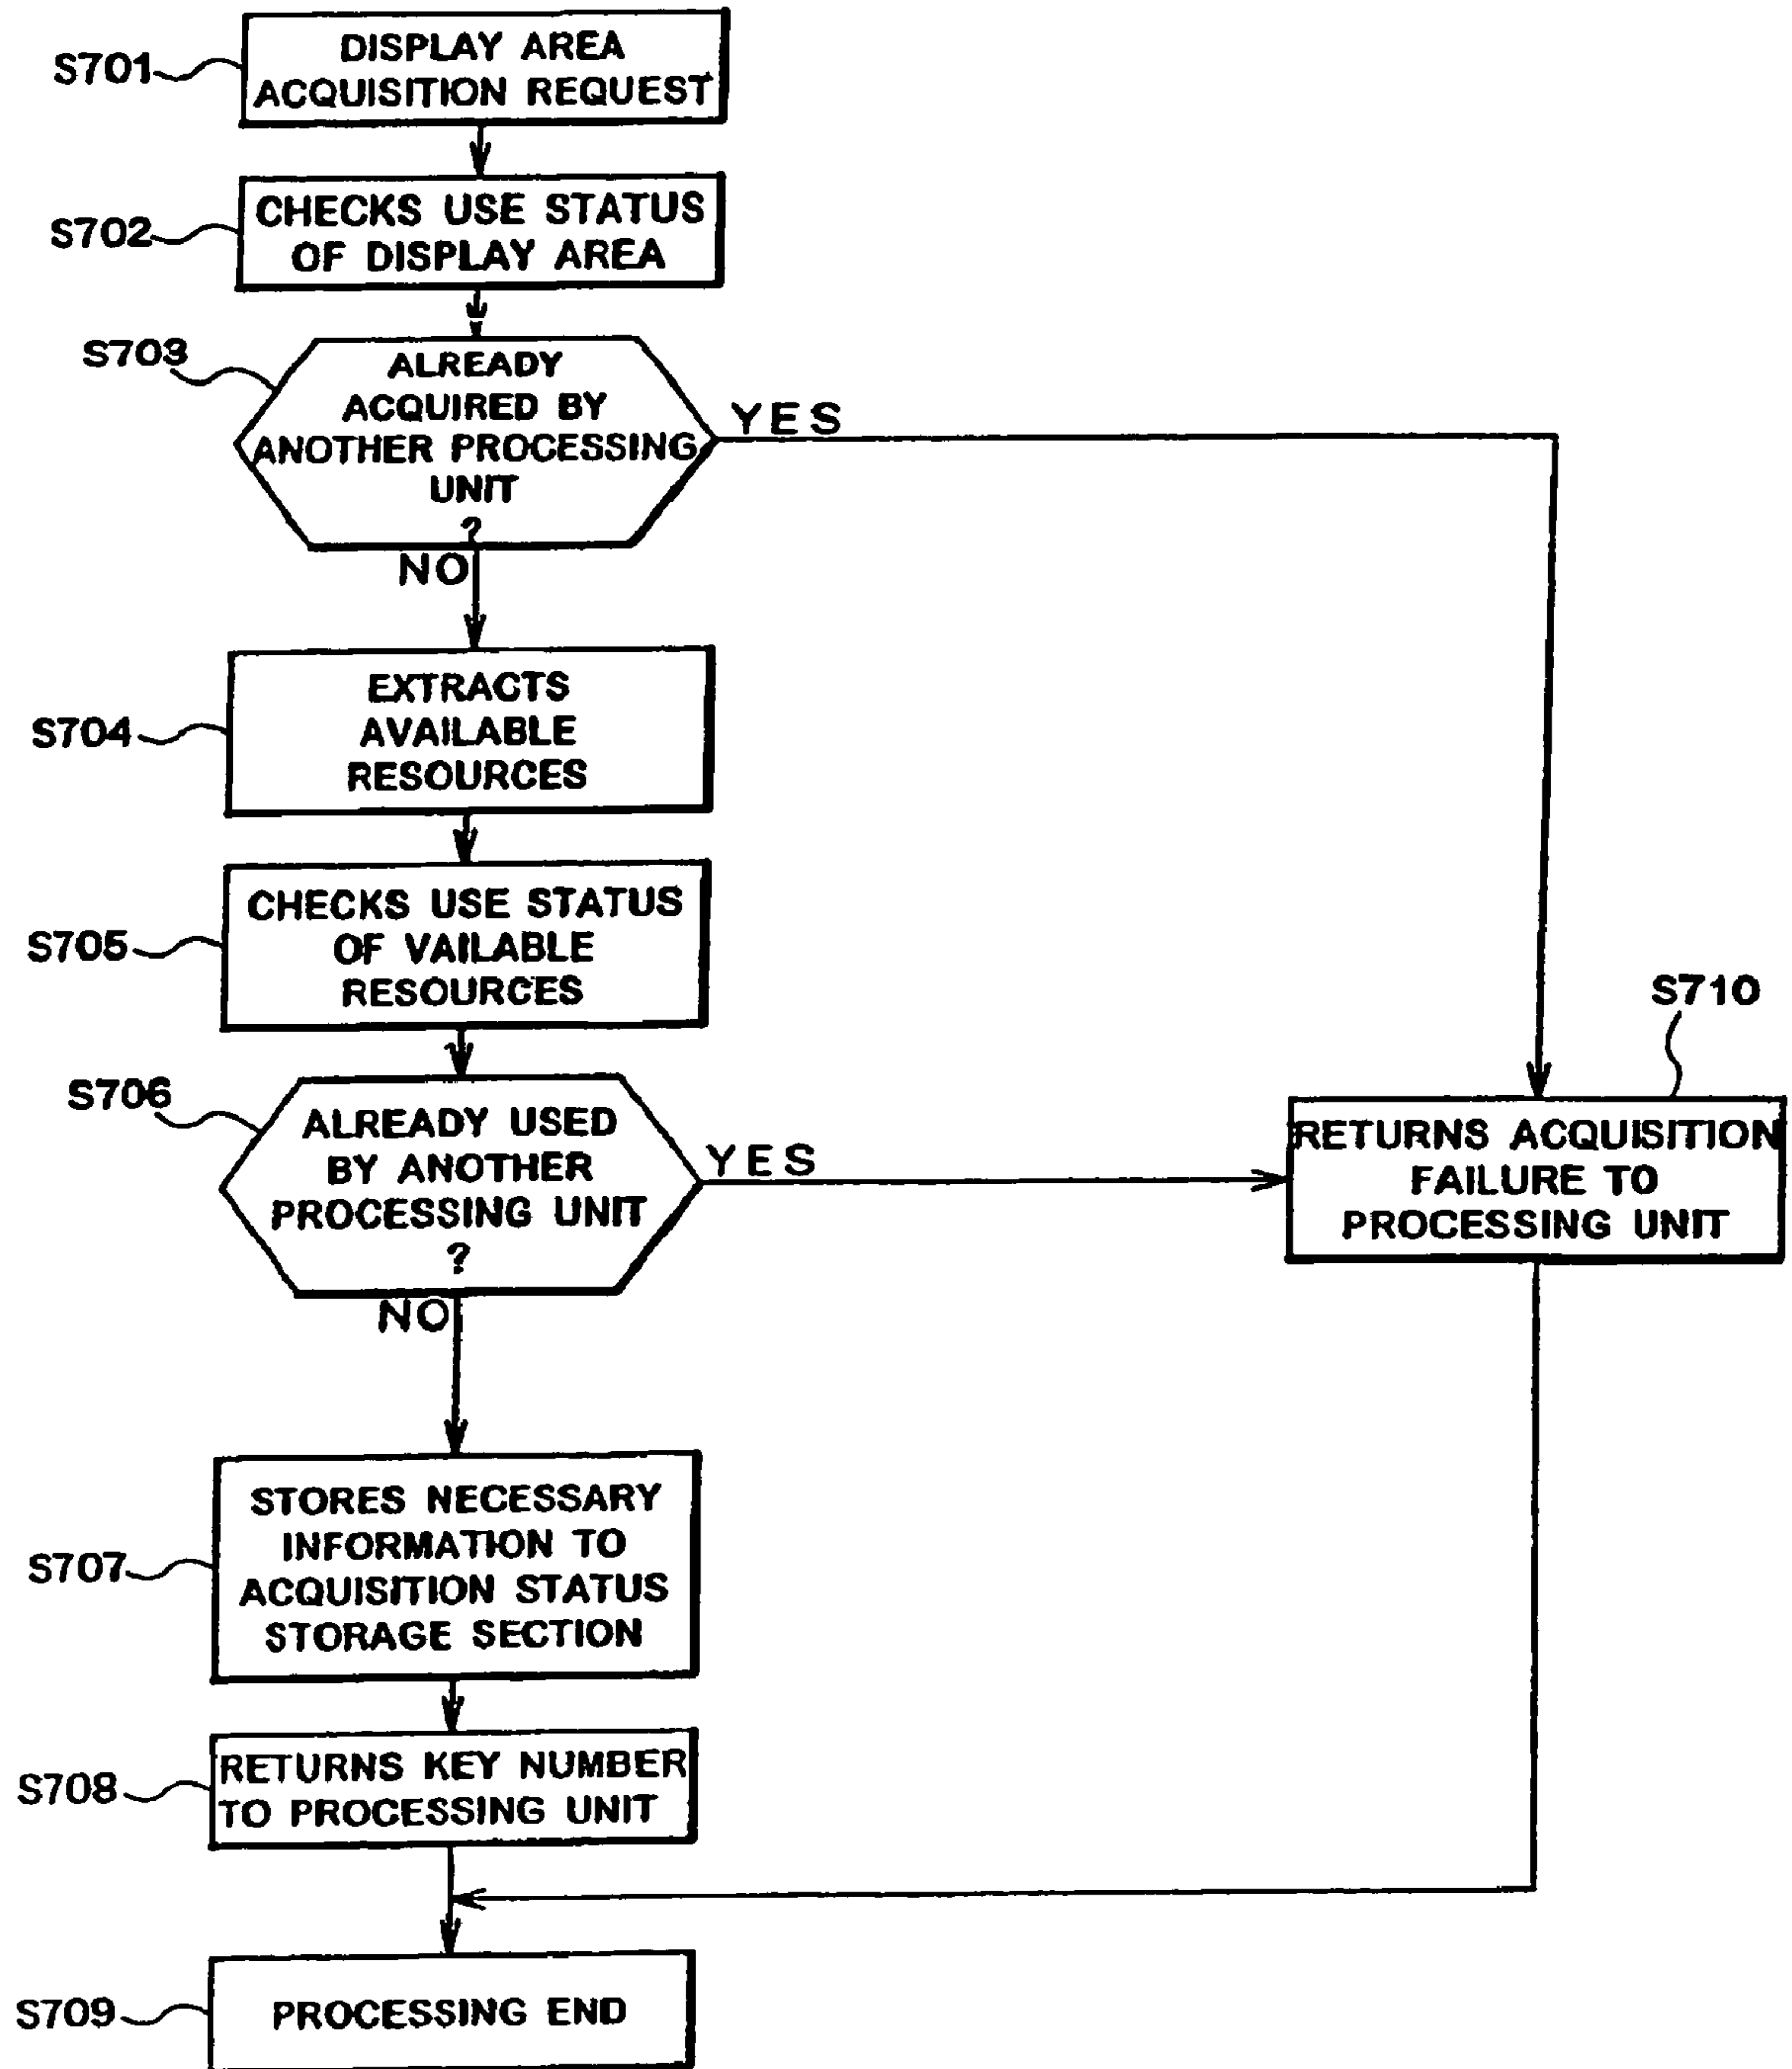 S701
DISPLAY AREA
ACQUISITION REQUEST
S702
CHECKS USE STATUS
OF DISPLAY AREA
S703
ALREADY
ACQUIRED BY
ANOTHER PROCESSING
UNIT
?
YES
NO
S704
EXTRACTS
AVAILABLE
RESOURCES
S705
CHECKS USE STATUS
OF VAILABLE
RESOURCES
S706
ALREADY USED
BY ANOTHER
PROCESSING UNIT
?
YES
NO
S710
RETURNS ACQUISITION
FAILURE TO
PROCESSING UNIT
S707
STORES NECESSARY
INFORMATION TO
ACQUISITION STATUS
STORAGE SECTION
S708
RETURNS KEY NUMBER
TO PROCESSING UNIT
S709
PROCESSING END